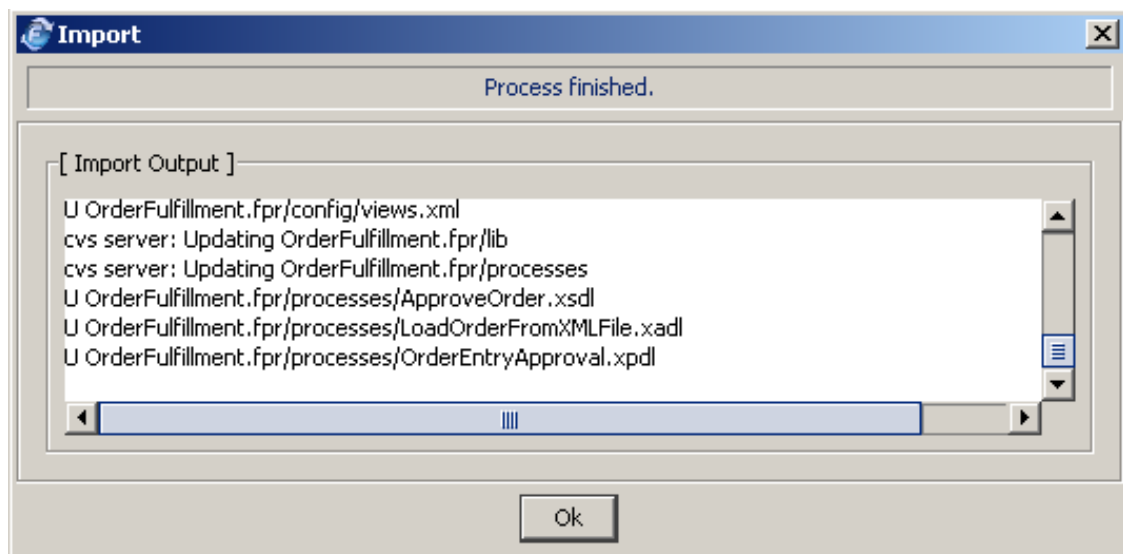 Import
Process finished.
[ Import Output ]
U OrderFulfillment.fpr/config/views.xml
cvs server: Updating OrderFulfillment.fpr/lib
cvs server: Updating OrderFulfillment.fpr/processes
U OrderFulfillment.fpr/processes/ApproveOrder.xsdl
U OrderFulfillment.fpr/processes/LoadOrderFromXMLFile.xadl
U OrderFulfillment.fpr/processes/OrderEntryApproval.xpdl
Ok